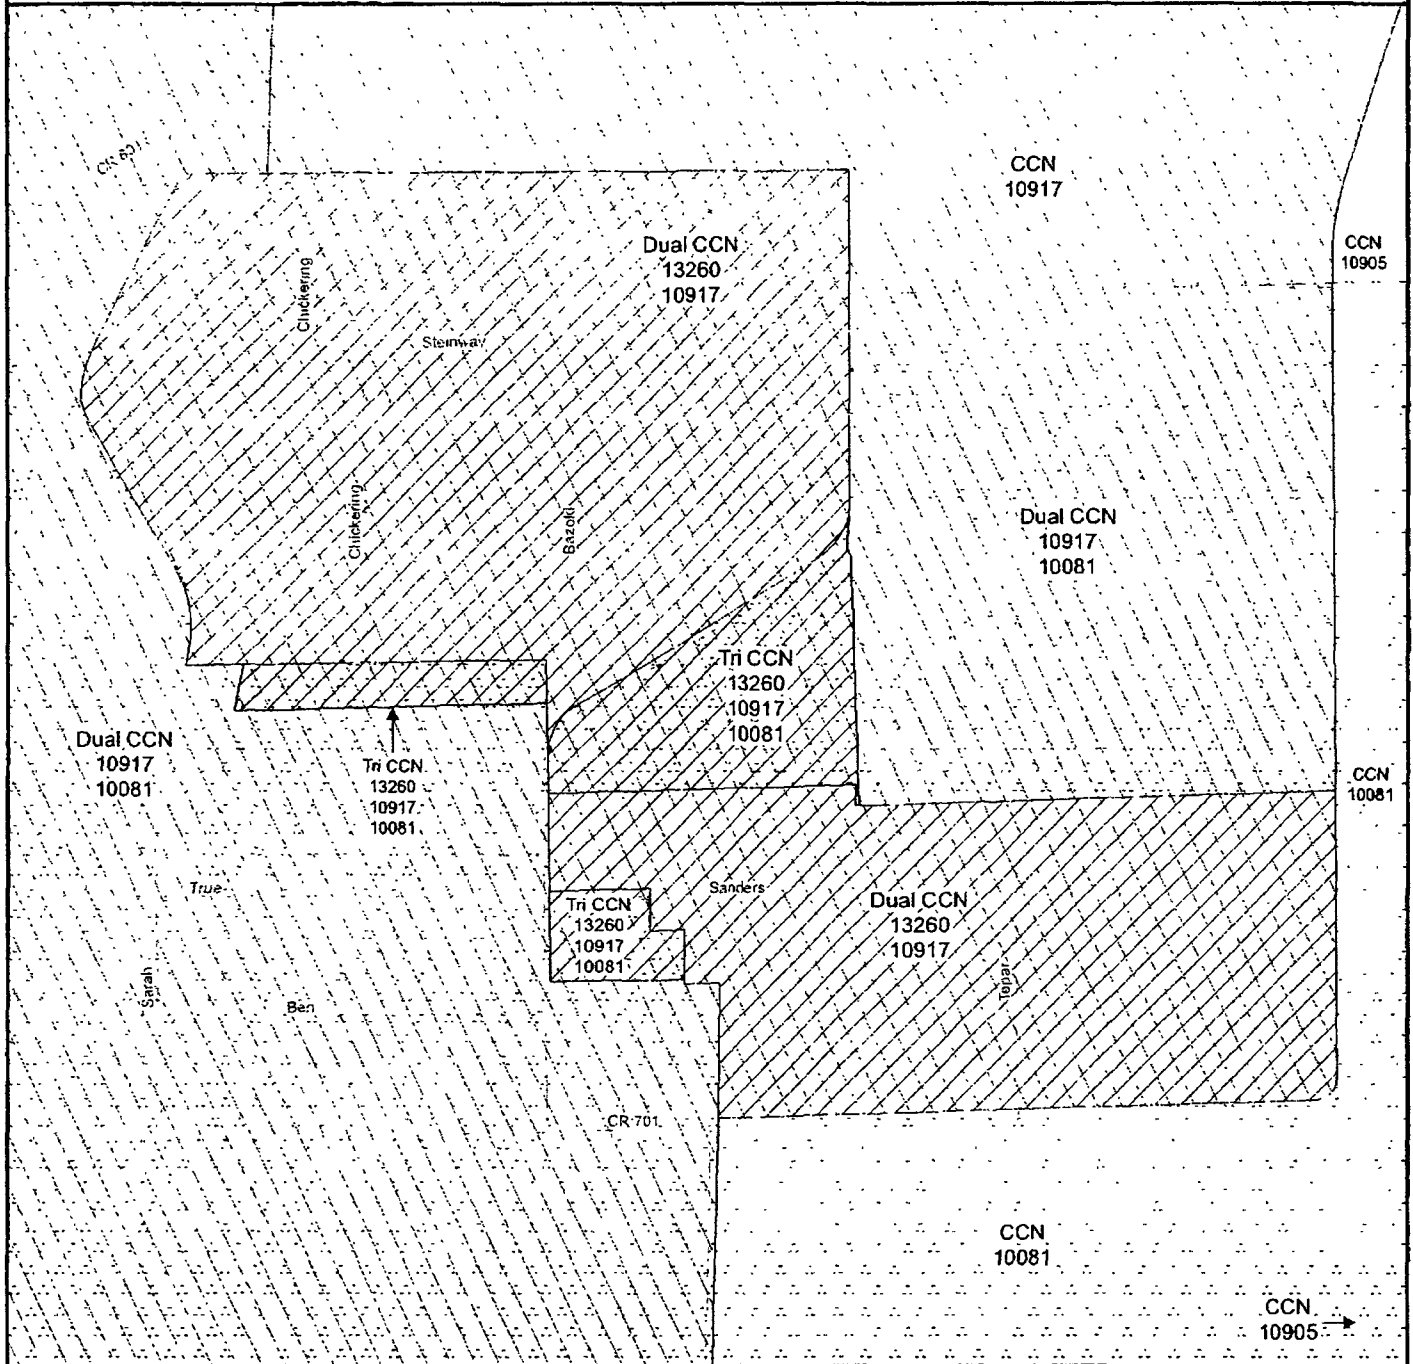 CR 601
CCN
10917
CCN
10905
Dual CCN
13260
10917
Chickering
Steinway
Chickering
Bazoki
Dual CCN
10917
10081
Tri CCN
13260
10917
10081
Dual CCN
10917
10081
Tri CCN
13260
10917
10081
CCN
10081
True
Sanders
Tri CCN
13260
10917
10081
Dual CCN
13260
10917
Sarah
Ben
Topar
CR 701
CCN
10081
CCN
10905